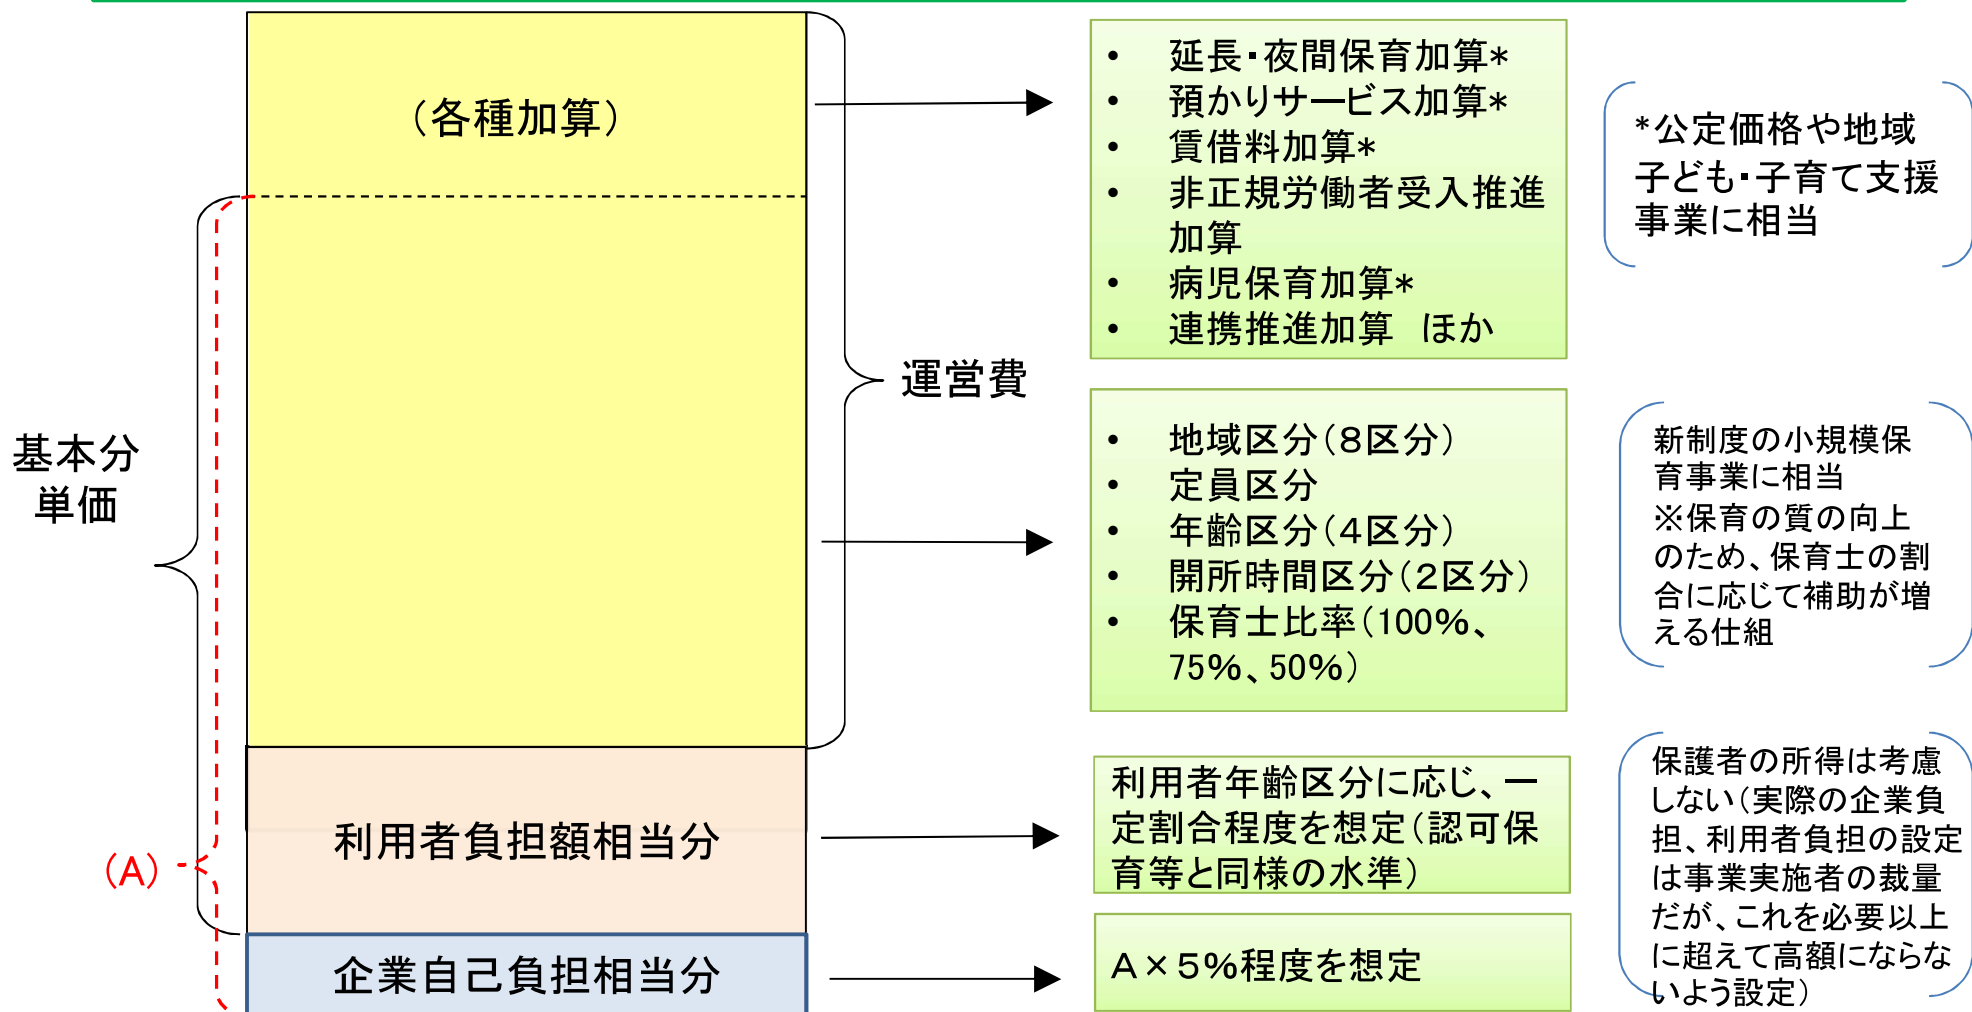 （各種加算）
基本分
単価
（A）
利用者負担額相当分
企業自己負担相当分
運営費
• 延長・夜間保育加算*
• 預かりサービス加算*
• 賃借料加算*
• 非正規労働者受入推進
加算
• 病児保育加算*
• 連携推進加算　ほか
*公定価格や地域
子ども・子育て支援
事業に相当
• 地域区分（8区分）
• 定員区分
• 年齢区分（4区分）
• 開所時間区分（2区分）
• 保育士比率（100%、
75%、50%）
新制度の小規模保
育事業に相当
※保育の質の向上
のため、保育士の割
合に応じて補助が増
える仕組
利用者年齢区分に応じ、一
定割合程度を想定（認可保
育等と同様の水準）
A×5%程度を想定
保護者の所得は考慮
しない（実際の企業負
担、利用者負担の設定
は事業実施者の裁量
だが、これを必要以上
に超えて高額にならな
いよう設定）